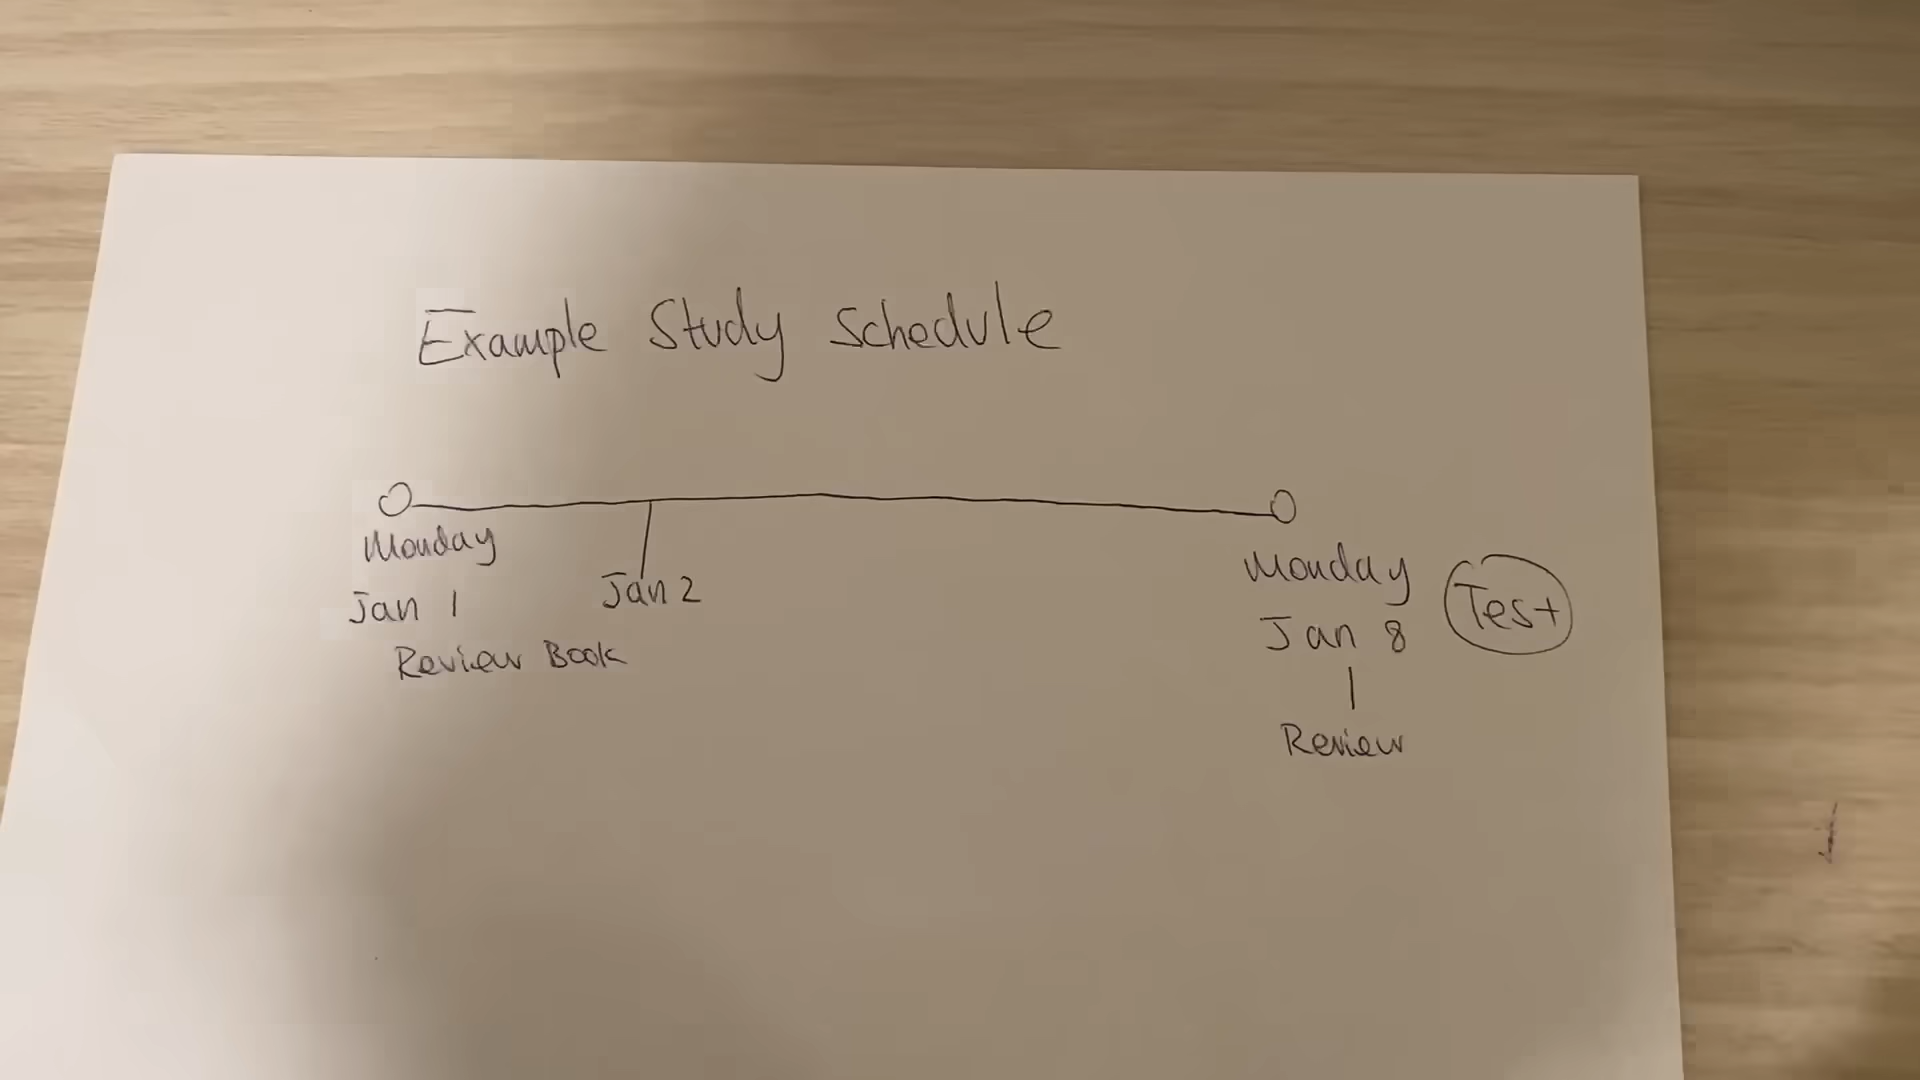 Example Study Schedule
Monday
Jan 1
Review Book
Jan 2
Monday
Jan 8
Test
Review